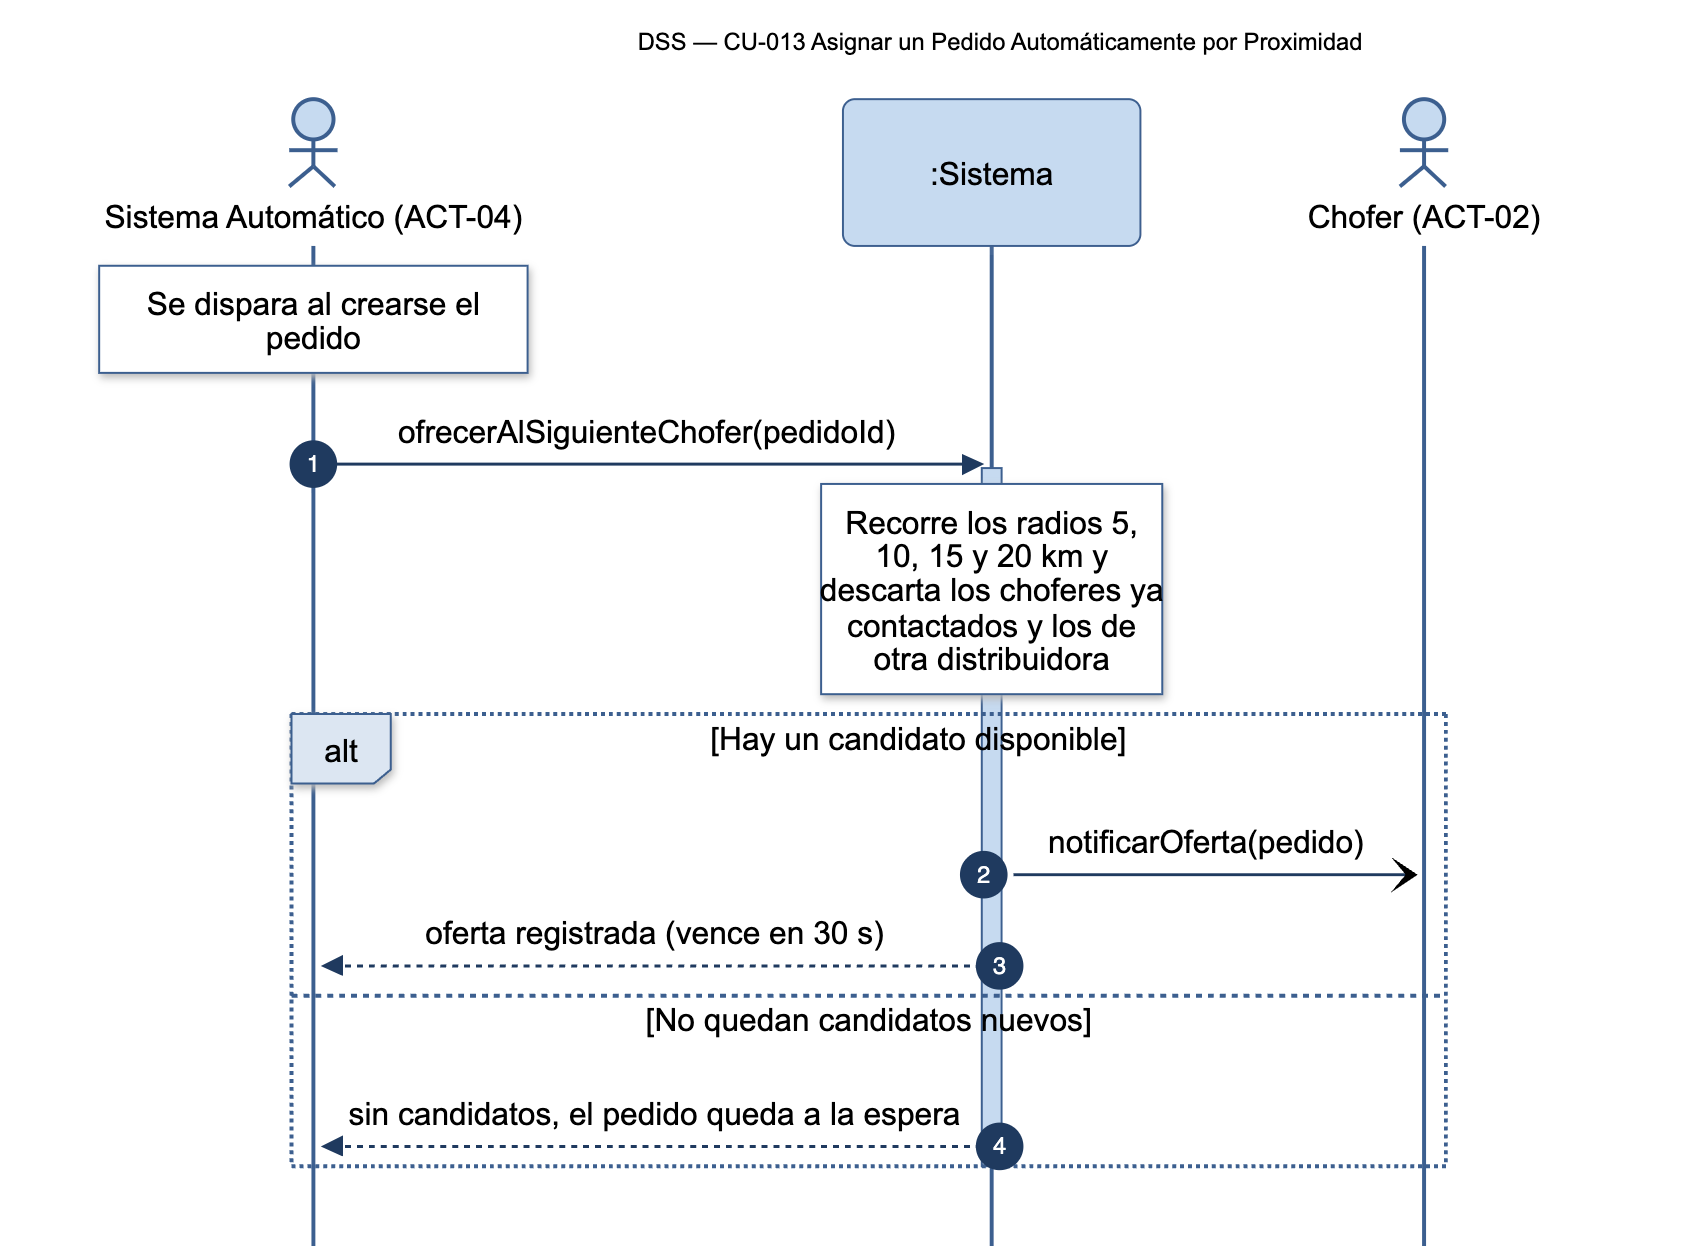 DSS — CU-013 Asignar un Pedido Automáticamente por Proximidad
Sistema Automático (ACT-04)
:Sistema
Chofer (ACT-02)
Se dispara al crearse el
pedido
ofrecerAlSiguienteChofer(pedidoId)
1
Recorre los radios 5,
10, 15 y 20 km y
descarta los choferes ya
contactados y los de
otra distribuidora
alt
[Hay un candidato disponible]
notificarOferta(pedido)
2
oferta registrada (vence en 30 s)
3
[No quedan candidatos nuevos]
sin candidatos, el pedido queda a la espera
4